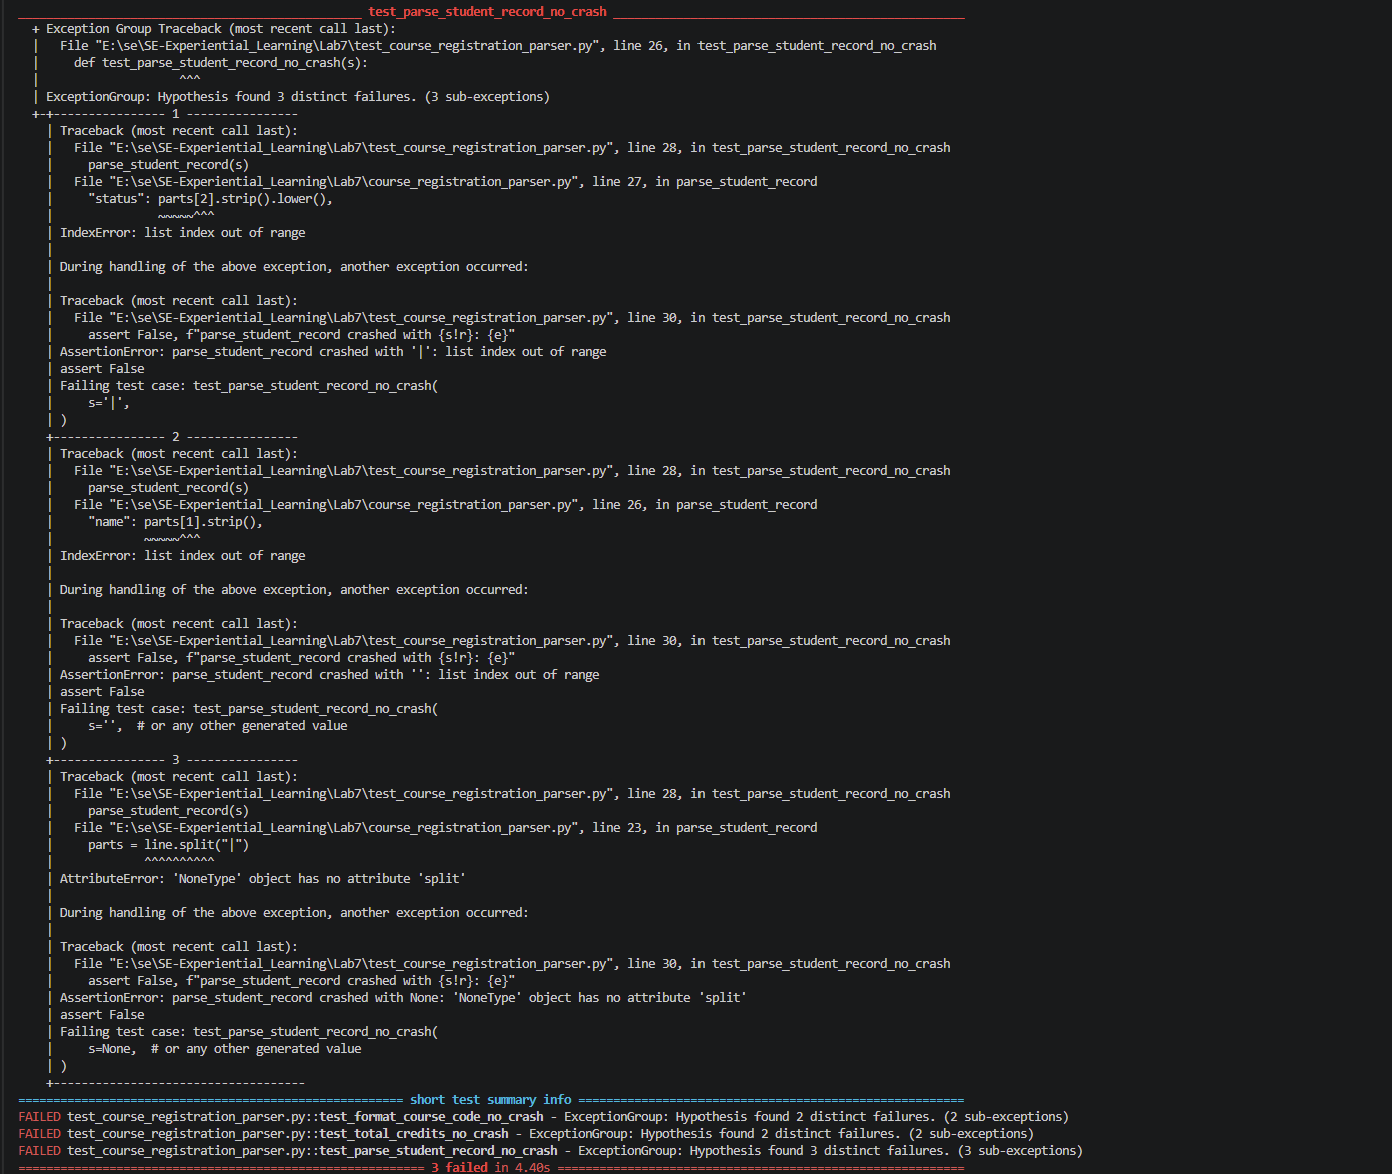 _________________________________________________ test_parse_student_record_no_crash __________________________________________________
  + Exception Group Traceback (most recent call last):
  |   File "E:\se\SE-Experiential_Learning\Lab7\test_course_registration_parser.py", line 26, in test_parse_student_record_no_crash
  |     def test_parse_student_record_no_crash(s):
  |                    ^^^
  | ExceptionGroup: Hypothesis found 3 distinct failures. (3 sub-exceptions)
  +-+---------------- 1 ----------------
    | Traceback (most recent call last):
    |   File "E:\se\SE-Experiential_Learning\Lab7\test_course_registration_parser.py", line 28, in test_parse_student_record_no_crash
    |     parse_student_record(s)
    |   File "E:\se\SE-Experiential_Learning\Lab7\course_registration_parser.py", line 27, in parse_student_record
    |     "status": parts[2].strip().lower(),
    |               ~~~~~^^^
    | IndexError: list index out of range
    |
    | During handling of the above exception, another exception occurred:
    |
    | Traceback (most recent call last):
    |   File "E:\se\SE-Experiential_Learning\Lab7\test_course_registration_parser.py", line 30, in test_parse_student_record_no_crash
    |     assert False, f"parse_student_record crashed with {s!r}: {e}"
    | AssertionError: parse_student_record crashed with '|': list index out of range
    | assert False
    | Failing test case: test_parse_student_record_no_crash(
    |     s='|',
    | )
    +---------------- 2 ----------------
    | Traceback (most recent call last):
    |   File "E:\se\SE-Experiential_Learning\Lab7\test_course_registration_parser.py", line 28, in test_parse_student_record_no_crash
    |     parse_student_record(s)
    |   File "E:\se\SE-Experiential_Learning\Lab7\course_registration_parser.py", line 26, in parse_student_record
    |     "name": parts[1].strip(),
    |             ~~~~~^^^
    | IndexError: list index out of range
    |
    | During handling of the above exception, another exception occurred:
    |
    | Traceback (most recent call last):
    |   File "E:\se\SE-Experiential_Learning\Lab7\test_course_registration_parser.py", line 30, in test_parse_student_record_no_crash
    |     assert False, f"parse_student_record crashed with {s!r}: {e}"
    | AssertionError: parse_student_record crashed with '': list index out of range
    | assert False
    | Failing test case: test_parse_student_record_no_crash(
    |     s='',  # or any other generated value
    | )
    +---------------- 3 ----------------
    | Traceback (most recent call last):
    |   File "E:\se\SE-Experiential_Learning\Lab7\test_course_registration_parser.py", line 28, in test_parse_student_record_no_crash
    |     parse_student_record(s)
    |   File "E:\se\SE-Experiential_Learning\Lab7\course_registration_parser.py", line 23, in parse_student_record
    |     parts = line.split("|")
    |             ^^^^^^^^^^
    | AttributeError: 'NoneType' object has no attribute 'split'
    |
    | During handling of the above exception, another exception occurred:
    |
    | Traceback (most recent call last):
    |   File "E:\se\SE-Experiential_Learning\Lab7\test_course_registration_parser.py", line 30, in test_parse_student_record_no_crash
    |     assert False, f"parse_student_record crashed with {s!r}: {e}"
    | AssertionError: parse_student_record crashed with None: 'NoneType' object has no attribute 'split'
    | assert False
    | Failing test case: test_parse_student_record_no_crash(
    |     s=None,  # or any other generated value
    | )
    +------------------------------------
======================================================= short test summary info =======================================================
FAILED test_course_registration_parser.py::test_format_course_code_no_crash - ExceptionGroup: Hypothesis found 2 distinct failures. (2 sub-exceptions)
FAILED test_course_registration_parser.py::test_total_credits_no_crash - ExceptionGroup: Hypothesis found 2 distinct failures. (2 sub-exceptions)
FAILED test_course_registration_parser.py::test_parse_student_record_no_crash - ExceptionGroup: Hypothesis found 3 distinct failures. (3 sub-exceptions)
========================================================== 3 failed in 4.40s ==========================================================